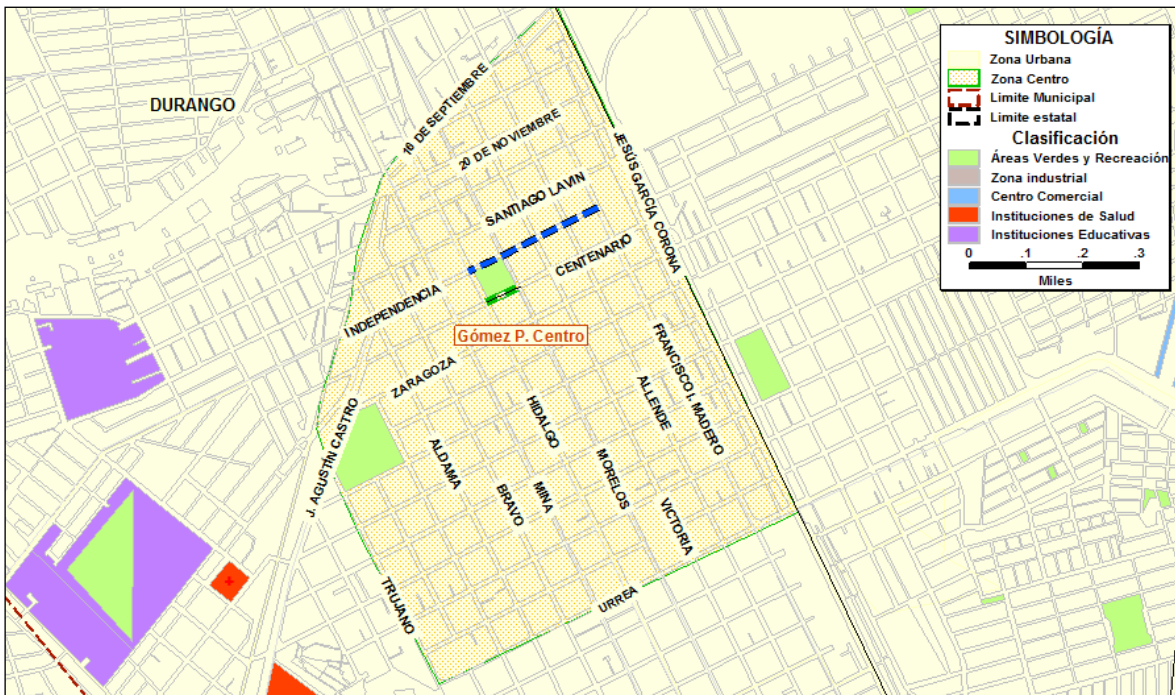 SIMBOLOGÍA
Zona Urbana
Zona Centro
Limite Municipal
Limite estatal
Clasificación
Áreas Verdes y Recreación
Zona industrial
Centro Comercial
Instituciones de Salud
Instituciones Educativas
0 .1 .2 .3
Miles
DURANGO
16 DE SEPTIEMBRE
20 DE NOVIEMBRE
JESÚS GARCÍA CORONA
SANTIAGO LAVIN
CENTENARIO
INDEPENDENCIA
Gómez P. Centro
ZARAGOZA
FRANCISCO I. MADERO
ALLENDE
HIDALGO
J. AGUSTÍN CASTRO
ALDAMA
MORELOS
MINA
BRAVO
VICTORIA
TRUJANO
URREA